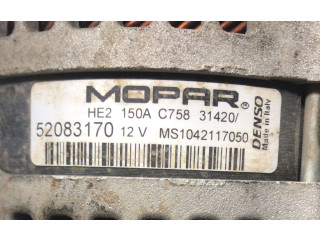 MOPAR®
HE2 150A C758 31420/
52083170 12 V MS1042117050
DENSO
Made in Italy